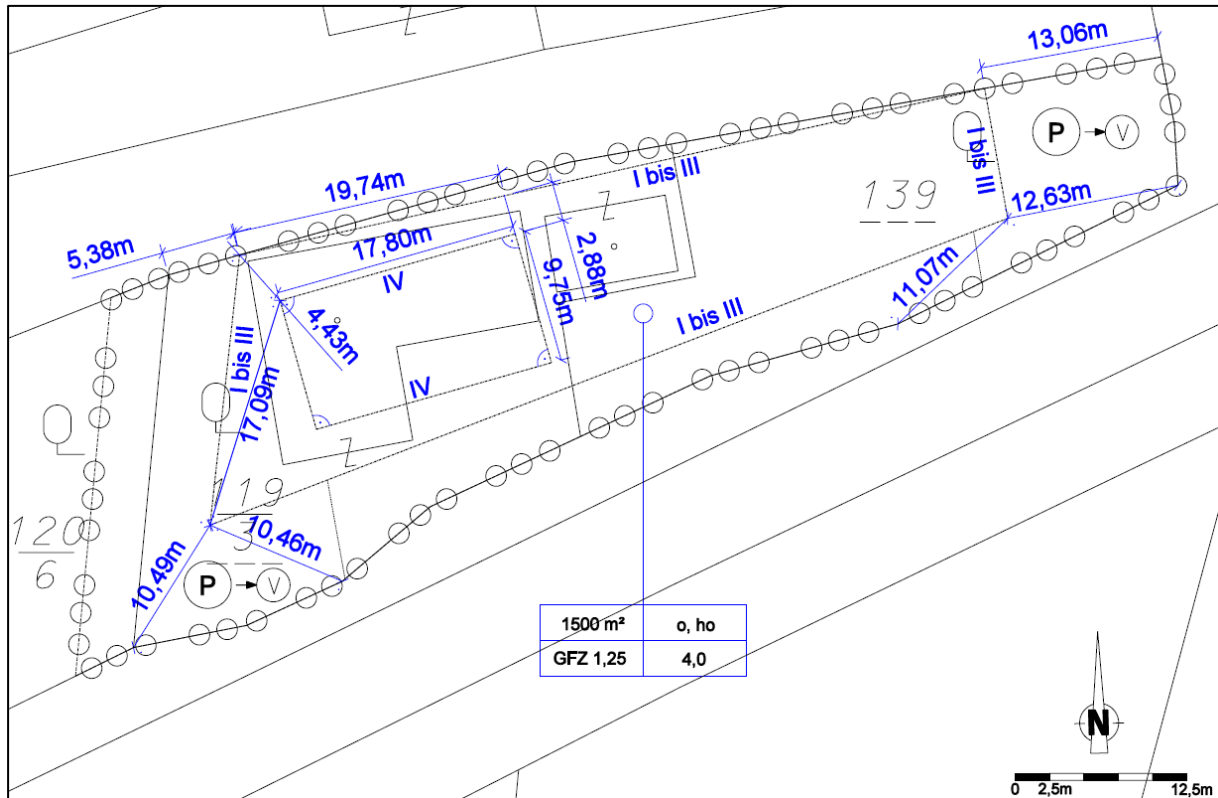 13,06m
P V
19,74m
I bis III
I bis III
139
12,63m
5,38m
17,80m
IV
2,88m
9,75m
11,07m
4,43m
I bis III
I bis III
17,09m
IV
119
3
120
6
10,46m
10,49m
P V
1500 m² o, ho
GFZ 1,25 4,0
N
0 2,5m 12,5m